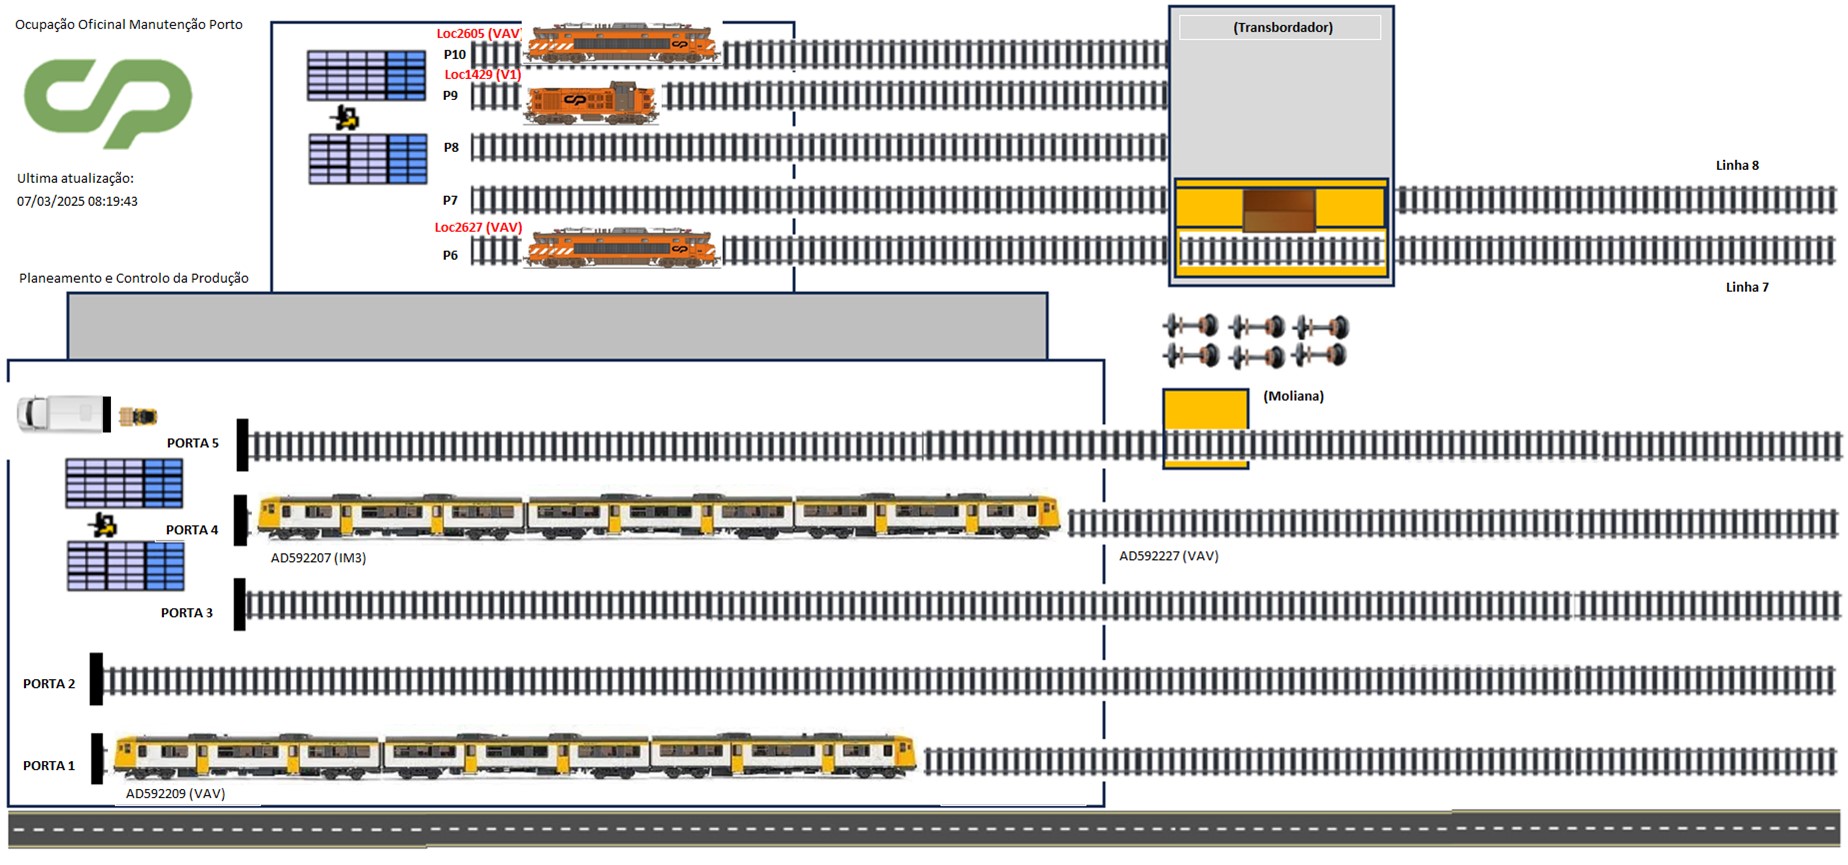 Ocupação Oficinal Manutenção Porto
Loc2605 (VAV)
P10
(Transbordador)
Loc1429 (V1)
P9
CP
P8
Ultima atualização:
07/03/2025 08:19:43
Linha 8
P7
Loc2627 (VAV)
P6
Planeamento e Controlo da Produção
Linha 7
(Moliana)
PORTA 5
PORTA 4
AD592207 (IM3)
AD592227 (VAV)
PORTA 3
PORTA 2
PORTA 1
AD592209 (VAV)